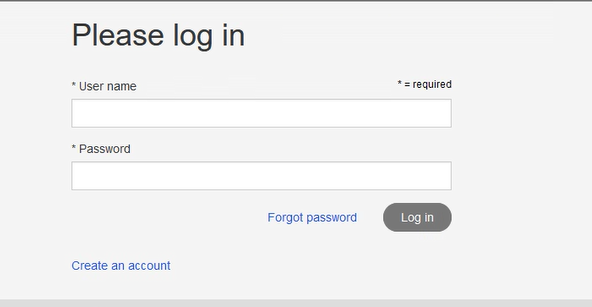 Please log in
* User name * = required
* Password
Forgot password Log in
Create an account